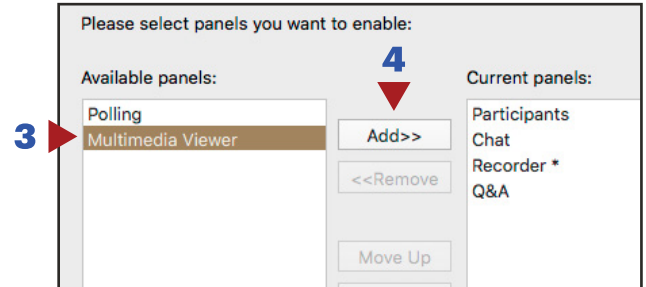 Please select panels you want to enable:
4
Available panels:
Current panels:
3
Polling
Multimedia Viewer
Add>>
<<Remove
Move Up
Participants
Chat
Recorder *
Q&A